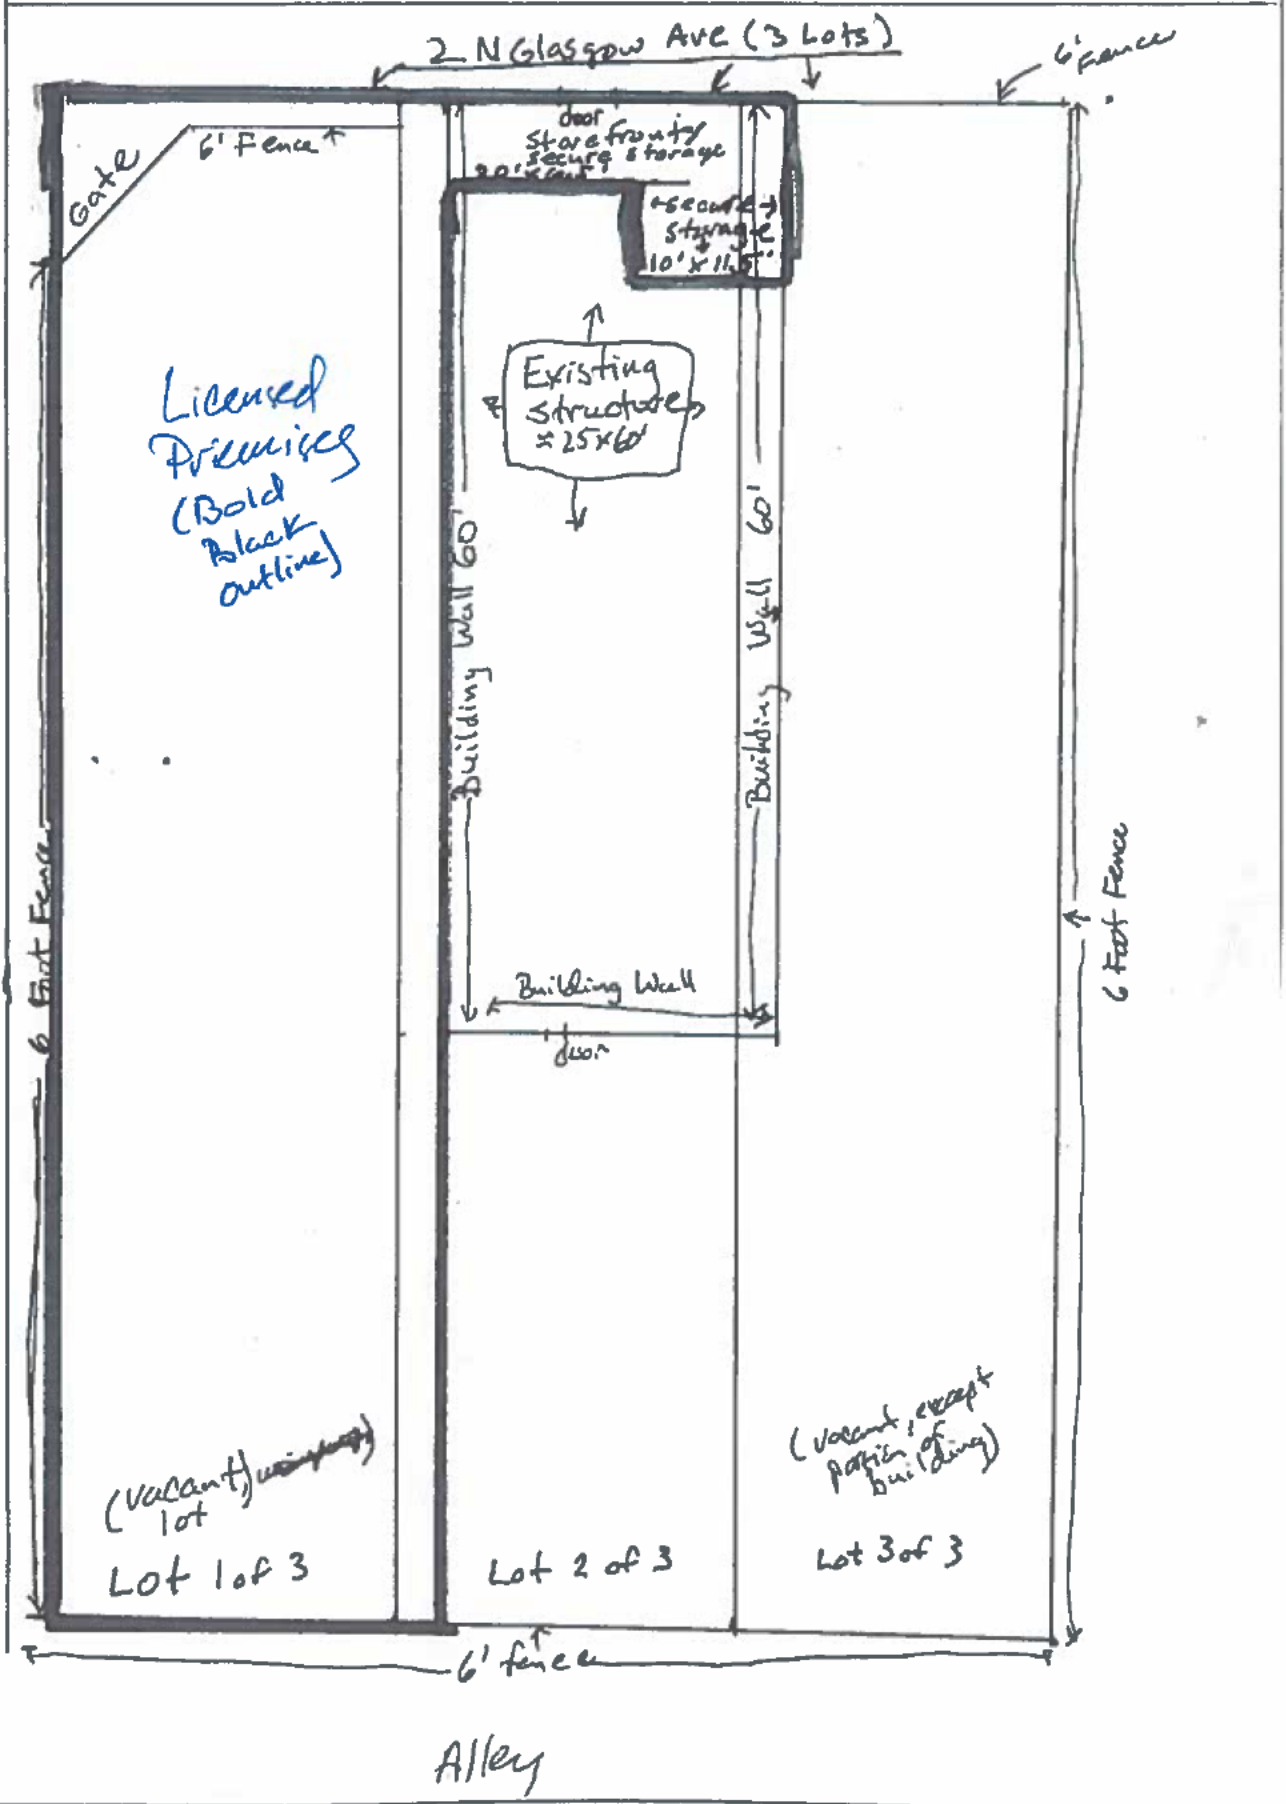 2 N Glasgow Ave (3 Lots)
6' Fence
door
Storefront/
secure storage
6' Fence
Gate
secure
storage
10' x 11.5'
Existing
structure
≈ 25x60'
Licensed
Premises
(Bold
Black
outline)
Building Wall 60'
Building Wall 60'
6 Foot Fence
6 Foot Fence
Building Wall
door
(vacant,
lot
Lot 1 of 3
Lot 2 of 3
(vacant, except
portion of
building)
Lot 3 of 3
6' fence
Alley